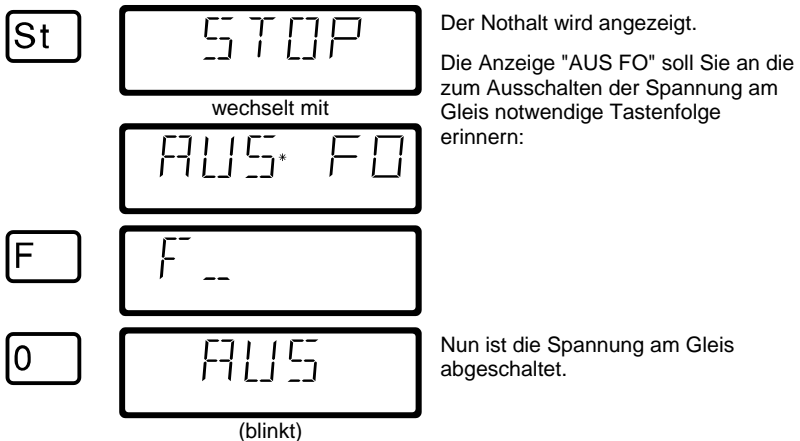 St
STOP
Der Nothalt wird angezeigt.
wechselt mit
AUS* FO
Die Anzeige "AUS FO" soll Sie an die
zum Ausschalten der Spannung am
Gleis notwendige Tastenfolge
erinnern:
F
F _
0
AUS
(blinkt)
Nun ist die Spannung am Gleis
abgeschaltet.